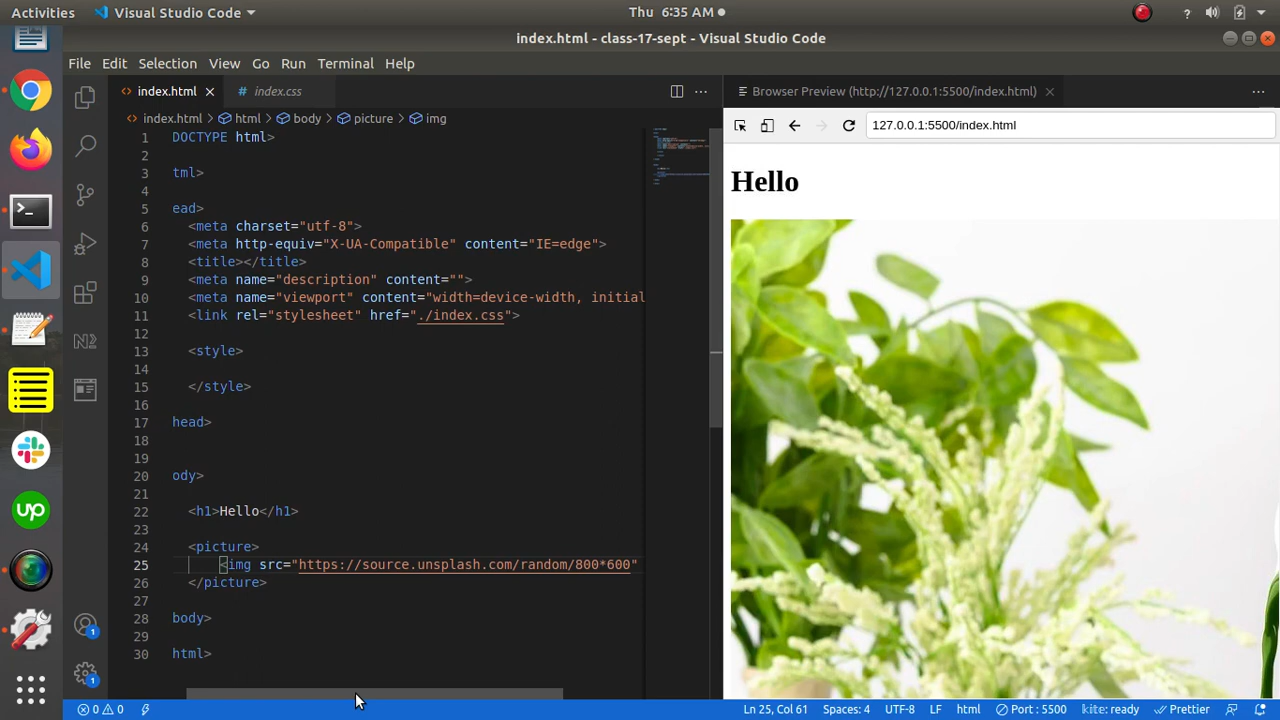 Activities Visual Studio Code Thu 6:35 AM
index.html - class-17-sept - Visual Studio Code
File Edit Selection View Go Run Terminal Help
index.html index.css
Browser Preview (http://127.0.0.1:5500/index.html)
index.html html body picture img
127.0.0.1:5500/index.html
1 DOCTYPE html>
2
3 tml>
4
5 ead>
6 <meta charset="utf-8">
7 <meta http-equiv="X-UA-Compatible" content="IE=edge">
8 <title></title>
9 <meta name="description" content="">
10 <meta name="viewport" content="width=device-width, initial
11 <link rel="stylesheet" href="./index.css">
12
13 <style>
14
15 </style>
16
17 head>
18
19
20 ody>
21
22 <h1>Hello</h1>
23
24 <picture>
25 <img src="https://source.unsplash.com/random/800*600"
26 </picture>
27
28 body>
29
30 html>
Hello
up
N2
1
1
0 0 Ln 25, Col 61 Spaces: 4 UTF-8 LF html Port : 5500 kite: ready Prettier